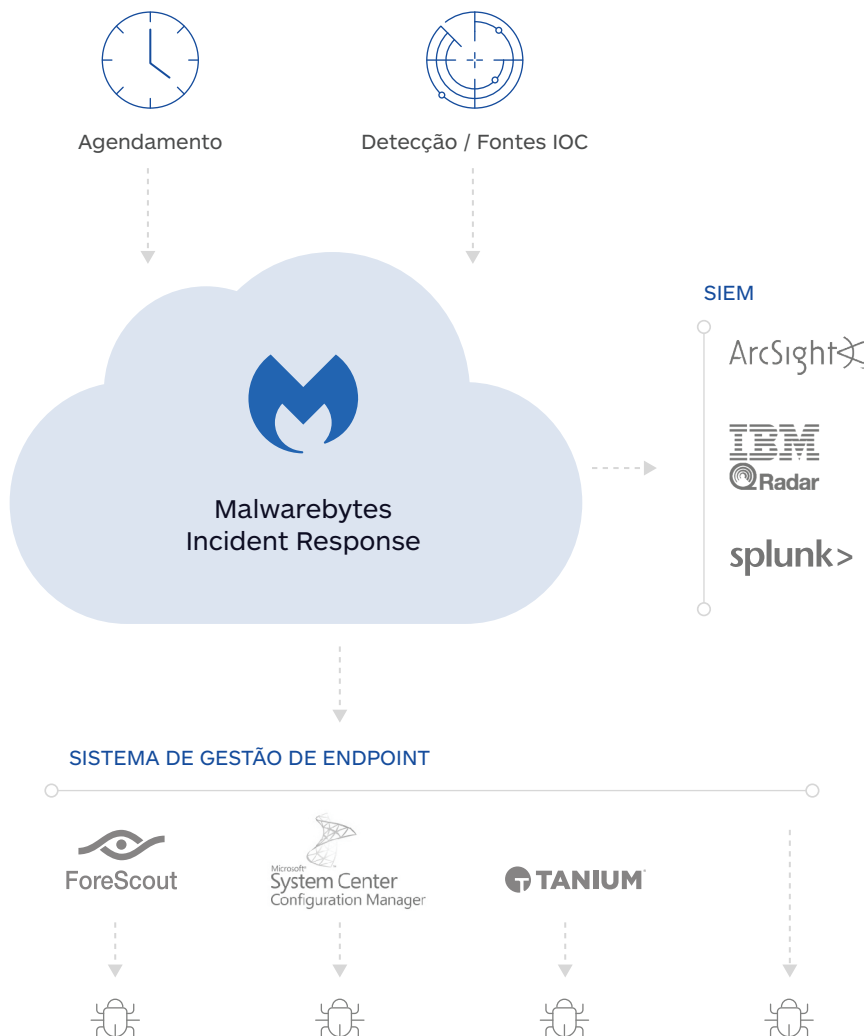 Agendamento
Detecção / Fontes IOC
SIEM
ArcSight
Malwarebytes
Incident Response
IBM
QRadar
splunk>
SISTEMA DE GESTÃO DE ENDPOINT
ForeScout
Microsoft
System Center
Configuration Manager
TANIUM